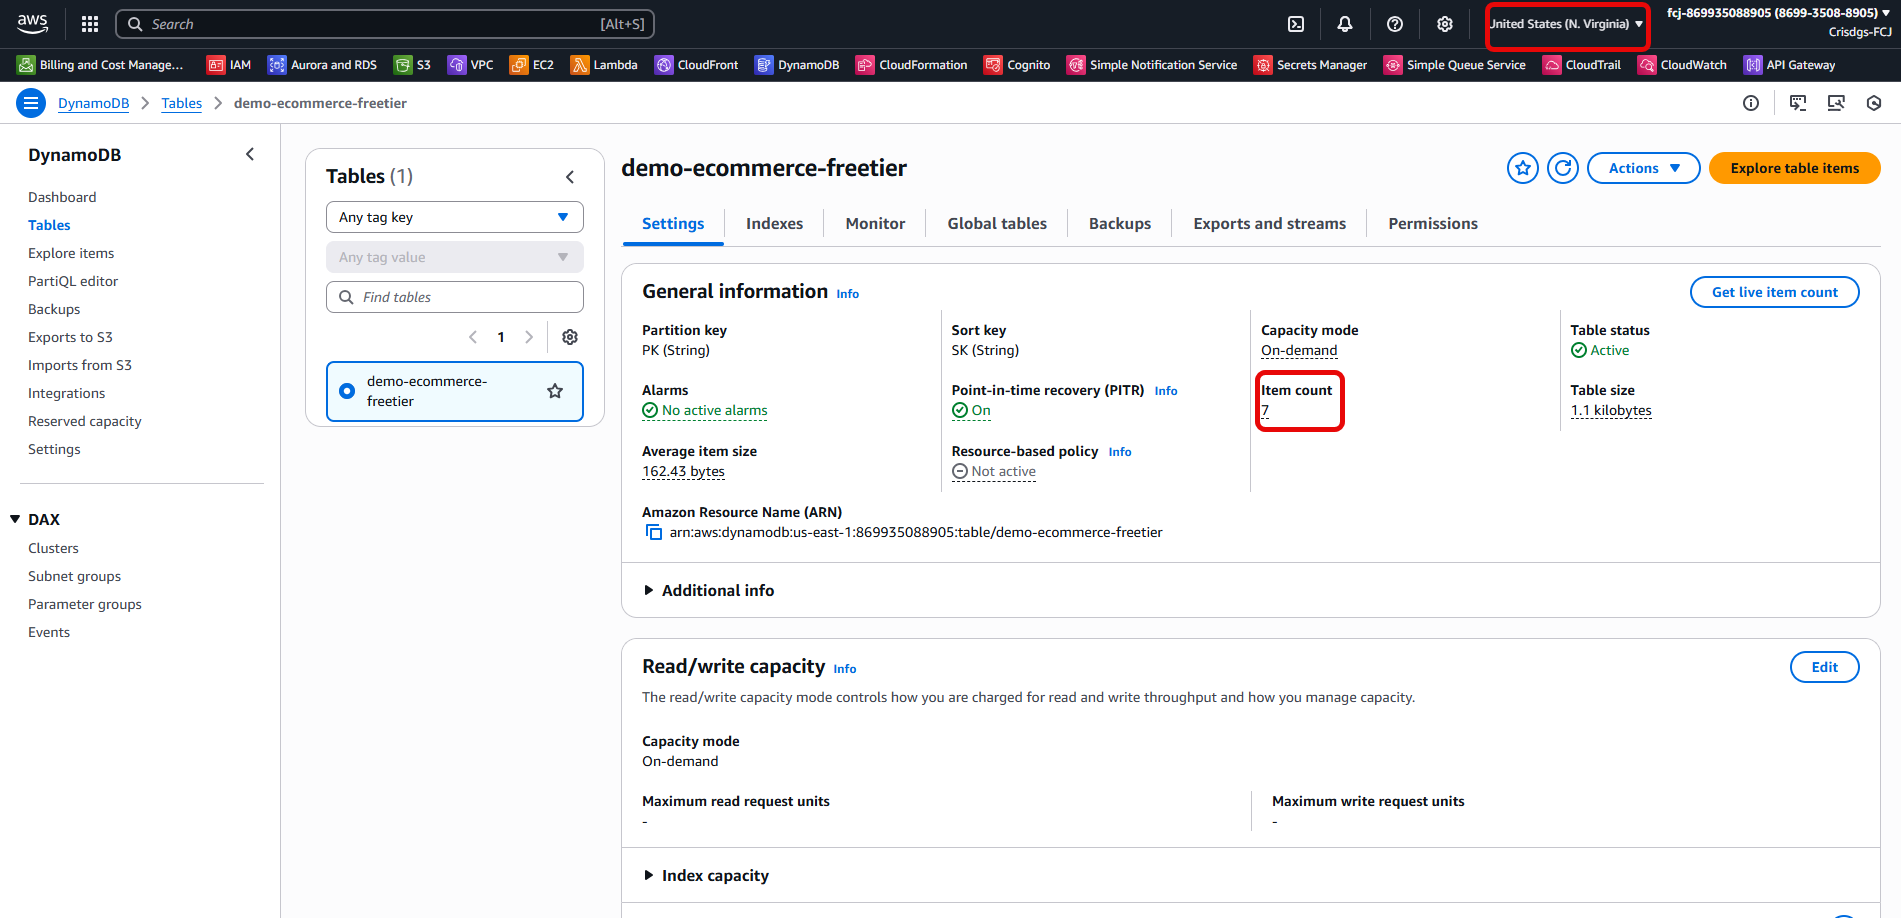 aws
Search
[Alt+S]
United States (N. Virginia)
fcj-869935088905 (8699-3508-8905)
Crisdgs-FCJ
Billing and Cost Manage...
IAM
Aurora and RDS
S3
VPC
EC2
Lambda
CloudFront
DynamoDB
CloudFormation
Cognito
Simple Notification Service
Secrets Manager
Simple Queue Service
CloudTrail
CloudWatch
API Gateway
DynamoDB
Tables
demo-ecommerce-freetier
DynamoDB
Dashboard
Tables
Explore items
PartiQL editor
Backups
Exports to S3
Imports from S3
Integrations
Reserved capacity
Settings
DAX
Clusters
Subnet groups
Parameter groups
Events
Tables (1)
Any tag key
Any tag value
Find tables
1
demo-ecommerce-
freetier
demo-ecommerce-freetier
Actions
Explore table items
Settings
Indexes
Monitor
Global tables
Backups
Exports and streams
Permissions
General information Info
Get live item count
Partition key
PK (String)
Sort key
SK (String)
Capacity mode
On-demand
Table status
Active
Alarms
No active alarms
Point-in-time recovery (PITR) Info
On
Item count
7
Table size
1.1 kilobytes
Average item size
162.43 bytes
Resource-based policy Info
Not active
Amazon Resource Name (ARN)
arn:aws:dynamodb:us-east-1:869935088905:table/demo-ecommerce-freetier
Additional info
Read/write capacity Info
Edit
The read/write capacity mode controls how you are charged for read and write throughput and how you manage capacity.
Capacity mode
On-demand
Maximum read request units
-
Maximum write request units
-
Index capacity